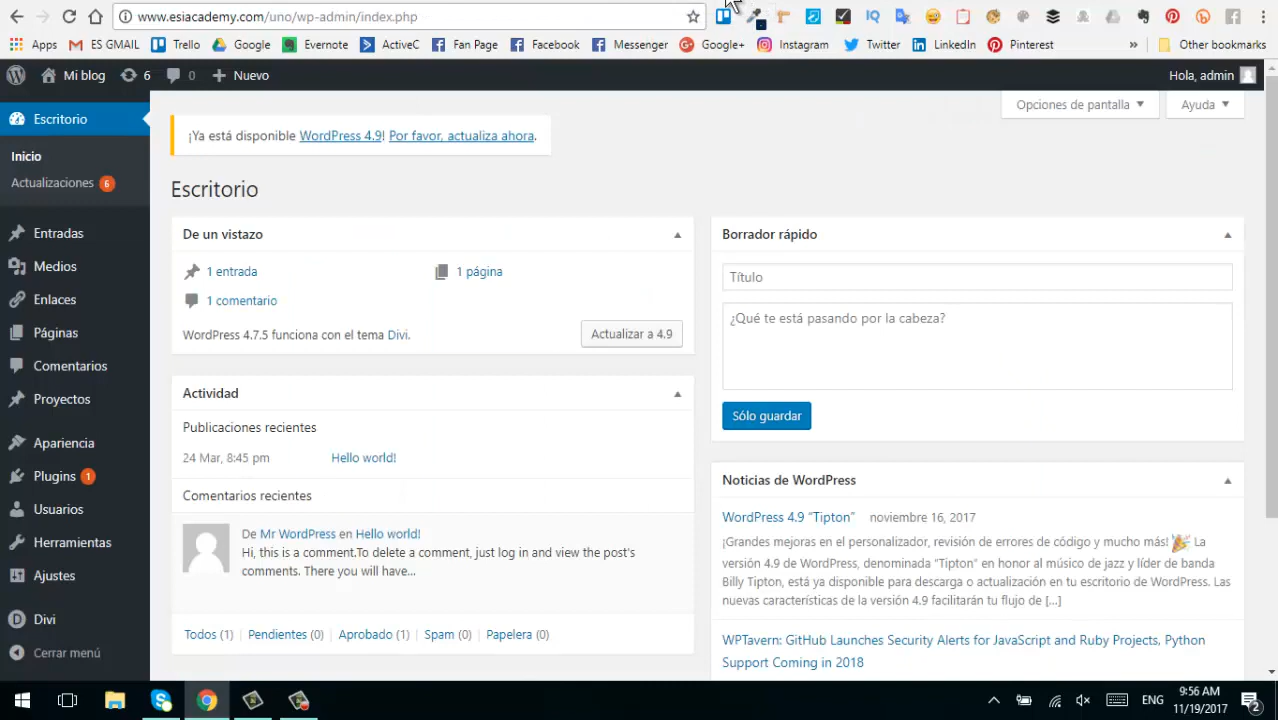 www.esiacademy.com/uno/wp-admin/index.php
Apps ES GMAIL Trello Google Evernote ActiveC Fan Page Facebook Messenger Google+ Instagram Twitter LinkedIn Pinterest » Other bookmarks
Mi blog 6 0 Nuevo Hola, admin
Opciones de pantalla Ayuda
Escritorio
Inicio
Actualizaciones 6
Entradas
Medios
Enlaces
Páginas
Comentarios
Proyectos
Apariencia
Plugins 1
Usuarios
Herramientas
Ajustes
Divi
Cerrar menú
¡Ya está disponible WordPress 4.9! Por favor, actualiza ahora.
Escritorio
De un vistazo
1 entrada 1 página
1 comentario
WordPress 4.7.5 funciona con el tema Divi. Actualizar a 4.9
Actividad
Publicaciones recientes
24 Mar, 8:45 pm Hello world!
Comentarios recientes
De Mr WordPress en Hello world!
Hi, this is a comment.To delete a comment, just log in and view the post's
comments. There you will have...
Todos (1) | Pendientes (0) | Aprobado (1) | Spam (0) | Papelera (0)
Borrador rápido
Título
¿Qué te está pasando por la cabeza?
Sólo guardar
Noticias de WordPress
WordPress 4.9 “Tipton” noviembre 16, 2017
¡Grandes mejoras en el personalizador, revisión de errores de código y mucho más! La
versión 4.9 de WordPress, denominada “Tipton” en honor al músico de jazz y líder de banda
Billy Tipton, está ya disponible para descarga o actualización en tu escritorio de WordPress. Las
nuevas características de la versión 4.9 facilitarán tu flujo de […]
WPTavern: GitHub Launches Security Alerts for JavaScript and Ruby Projects, Python
Support Coming in 2018
ENG
9:56 AM
11/19/2017
2